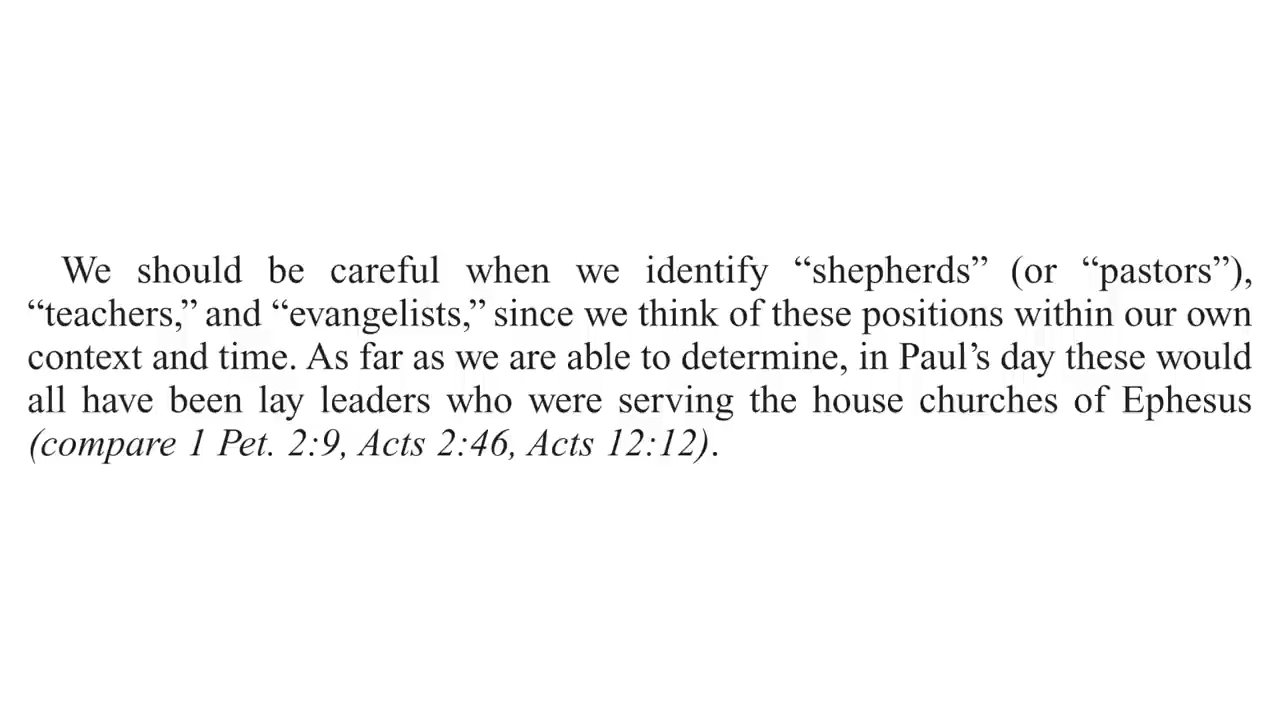 We should be careful when we identify “shepherds” (or “pastors”),
“teachers,” and “evangelists,” since we think of these positions within our own
context and time. As far as we are able to determine, in Paul’s day these would
all have been lay leaders who were serving the house churches of Ephesus
(compare 1 Pet. 2:9, Acts 2:46, Acts 12:12).